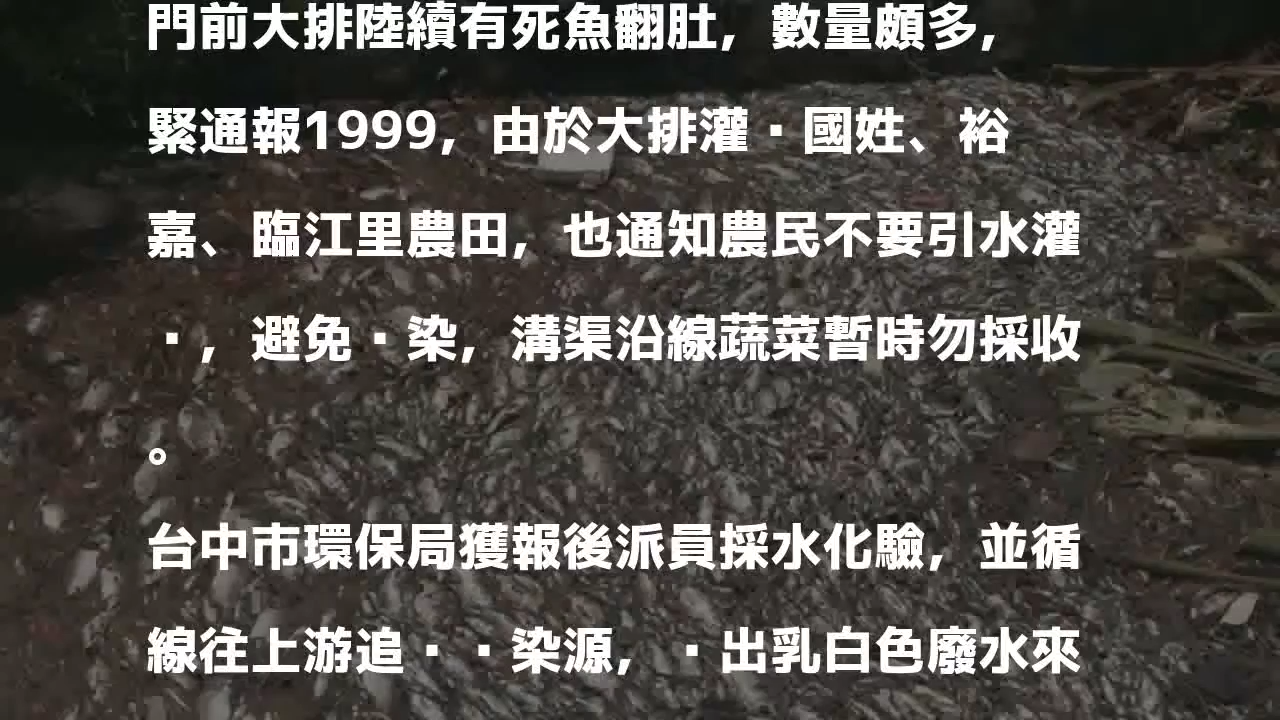 門前大排陸續有死魚翻肚，數量頗多，
緊通報1999，由於大排灌▪國姓、裕
嘉、臨江里農田，也通知農民不要引水灌
▪，避免▪染，溝渠沿線蔬菜暫時勿採收
。
台中市環保局獲報後派員採水化驗，並循
線往上游追▪▪染源，▪出乳白色廢水來